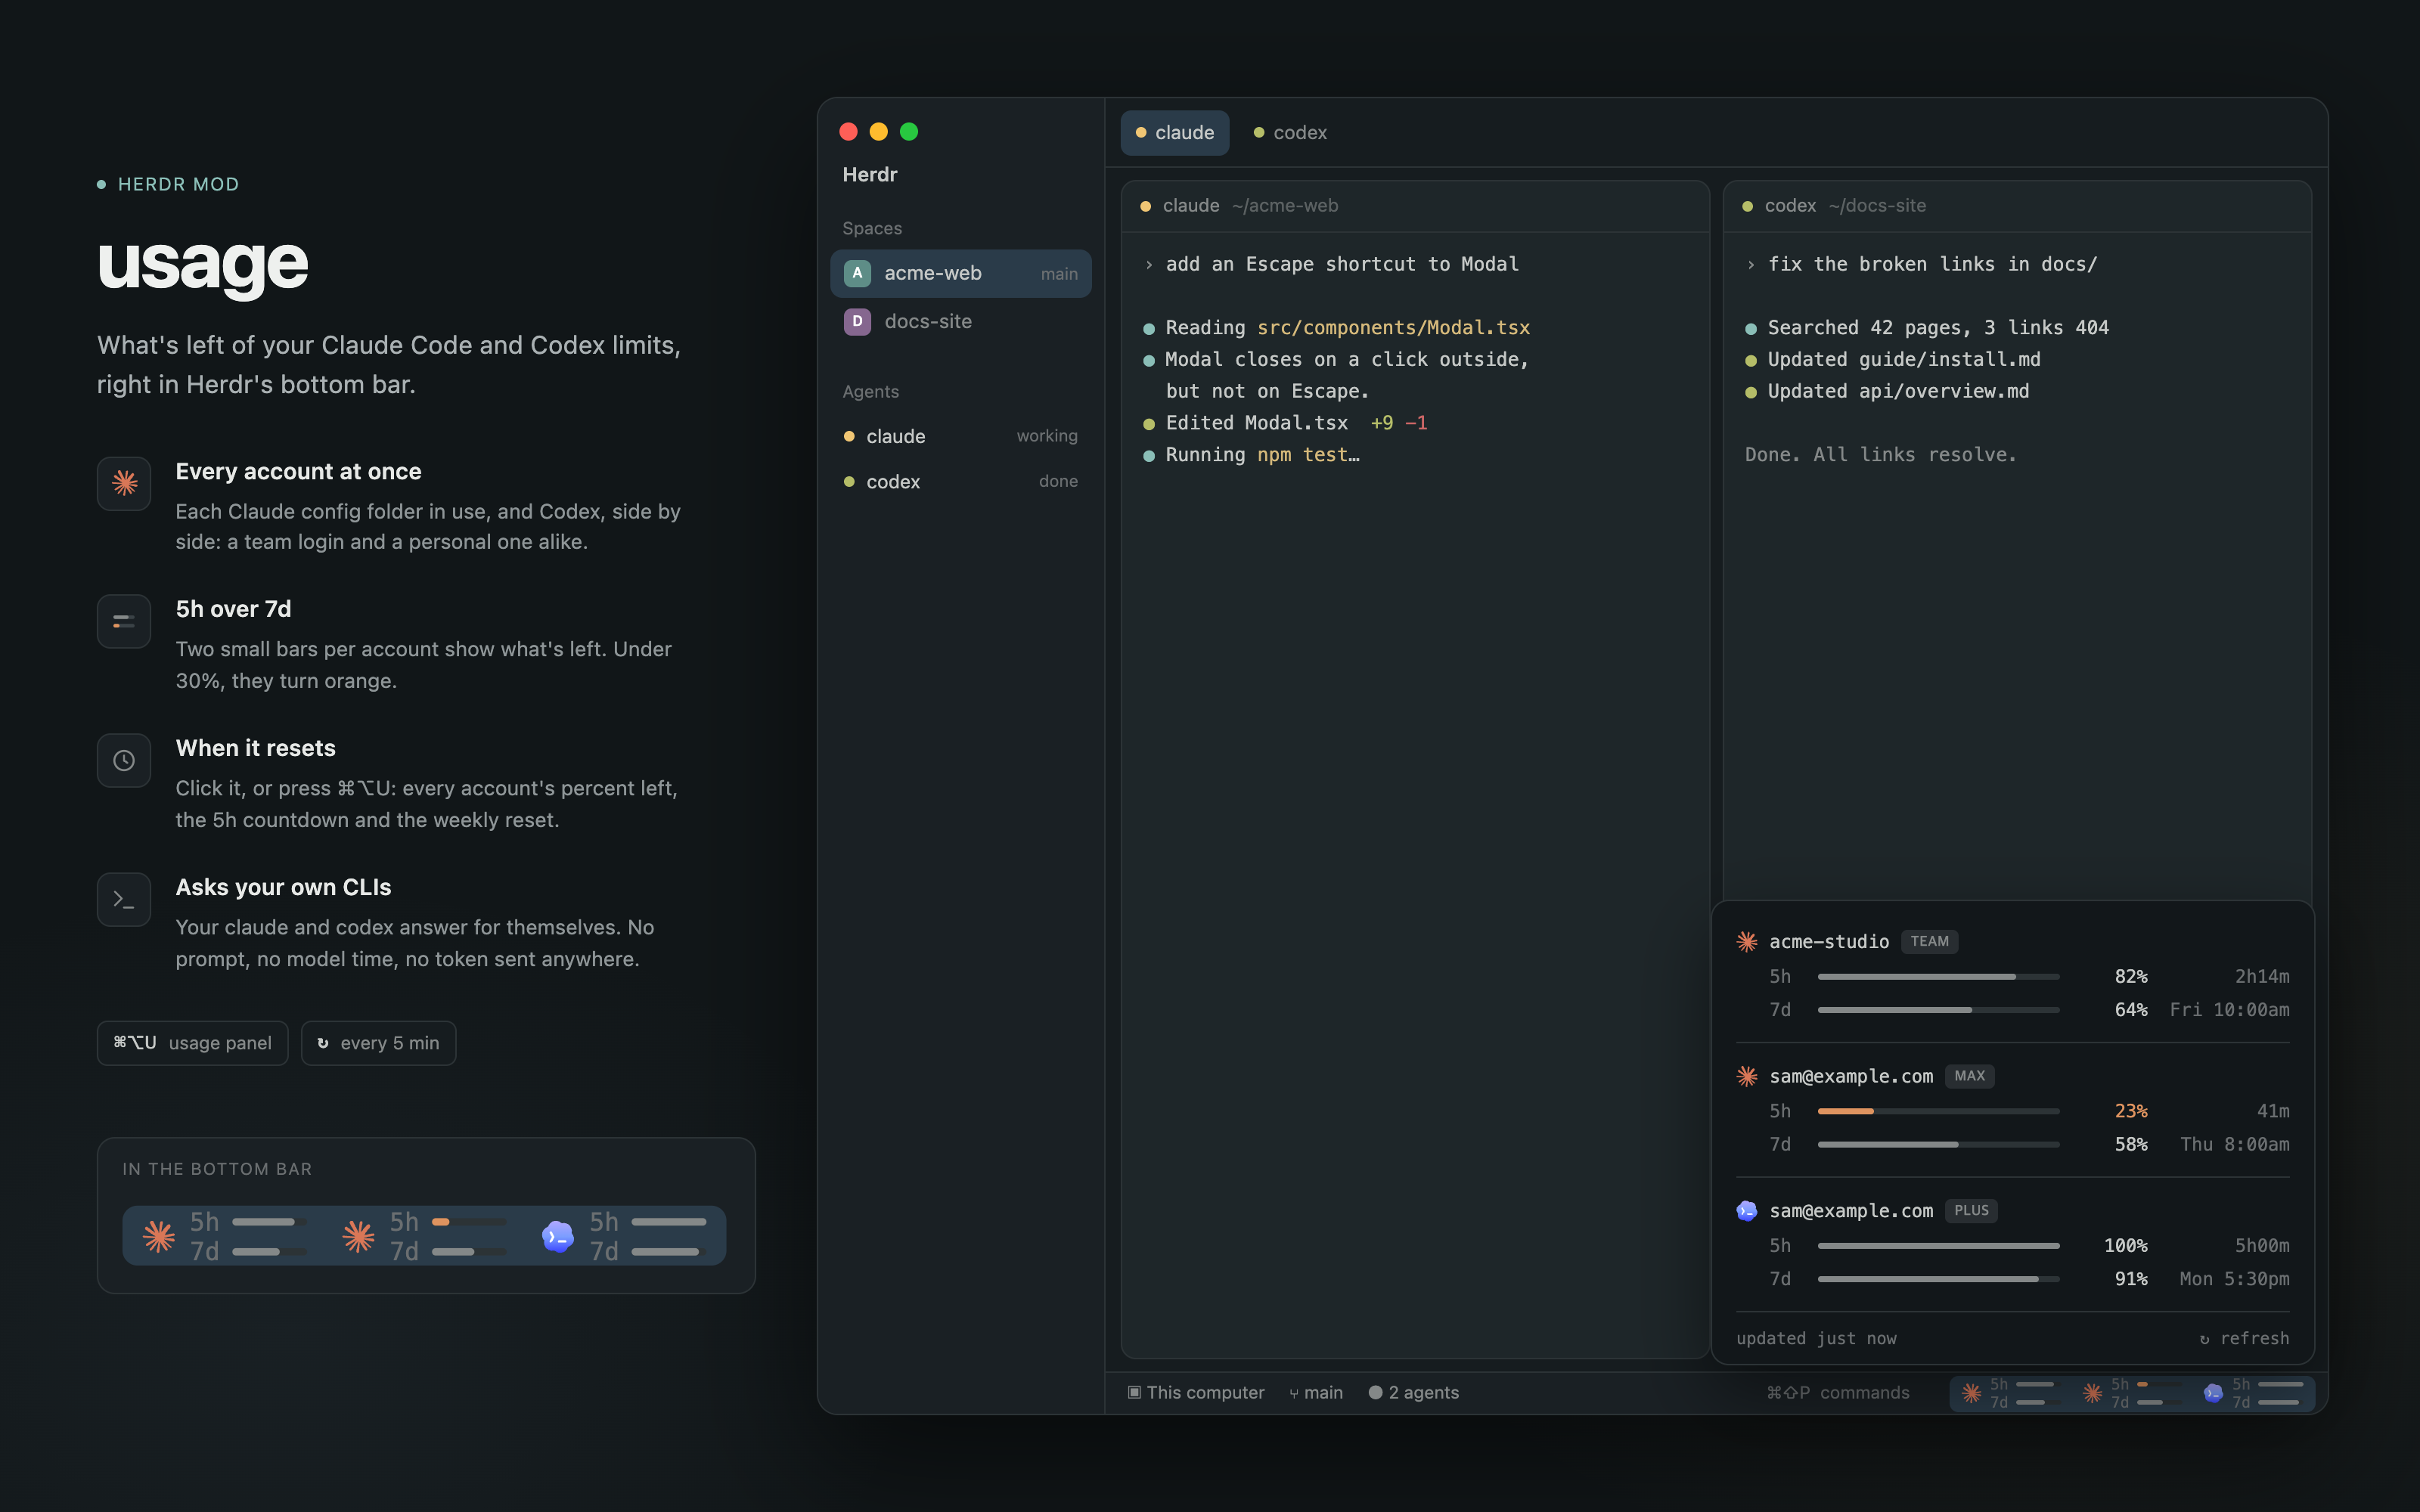 HERDR MOD
usage
What's left of your Claude Code and Codex limits,
right in Herdr's bottom bar.
Every account at once
Each Claude config folder in use, and Codex, side by
side: a team login and a personal one alike.
5h over 7d
Two small bars per account show what's left. Under
30%, they turn orange.
When it resets
Click it, or press ⌘⌥U: every account's percent left,
the 5h countdown and the weekly reset.
Asks your own CLIs
Your claude and codex answer for themselves. No
prompt, no model time, no token sent anywhere.
⌘⌥U usage panel
↻ every 5 min
IN THE BOTTOM BAR
5h 5h 5h
7d 7d 7d
Herdr
Spaces
A acme-web main
D docs-site
Agents
claude working
codex done
claude codex
claude ~/acme-web
› add an Escape shortcut to Modal
Reading src/components/Modal.tsx
Modal closes on a click outside,
but not on Escape.
Edited Modal.tsx +9 −1
Running npm test…
codex ~/docs-site
› fix the broken links in docs/
Searched 42 pages, 3 links 404
Updated guide/install.md
Updated api/overview.md
Done. All links resolve.
acme-studio TEAM
5h 82% 2h14m
7d 64% Fri 10:00am
sam@example.com MAX
5h 23% 41m
7d 58% Thu 8:00am
sam@example.com PLUS
5h 100% 5h00m
7d 91% Mon 5:30pm
updated just now ↻ refresh
This computer main 2 agents ⌘⇧P commands
5h 5h 5h
7d 7d 7d